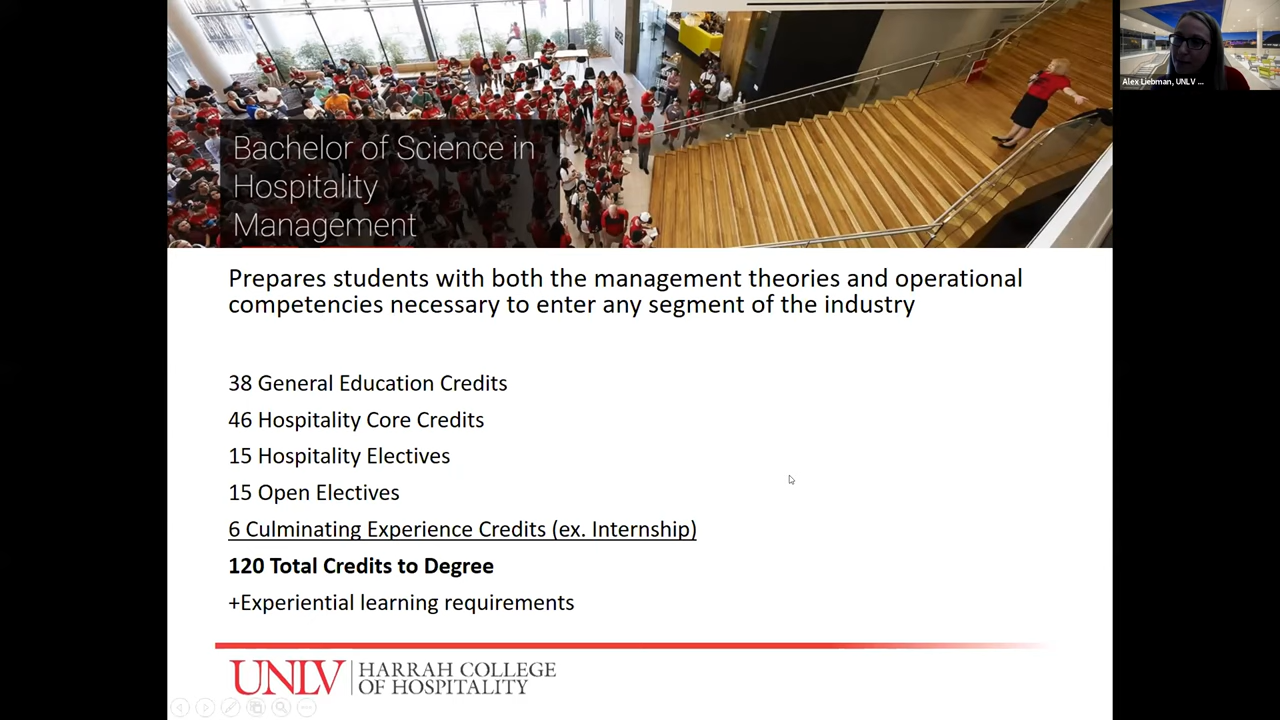 Bachelor of Science in
Hospitality
Management
Alex Liebman, UNLV ...
Prepares students with both the management theories and operational
competencies necessary to enter any segment of the industry
38 General Education Credits
46 Hospitality Core Credits
15 Hospitality Electives
15 Open Electives
6 Culminating Experience Credits (ex. Internship)
120 Total Credits to Degree
+Experiential learning requirements
UNLV
HARRAH COLLEGE
OF HOSPITALITY